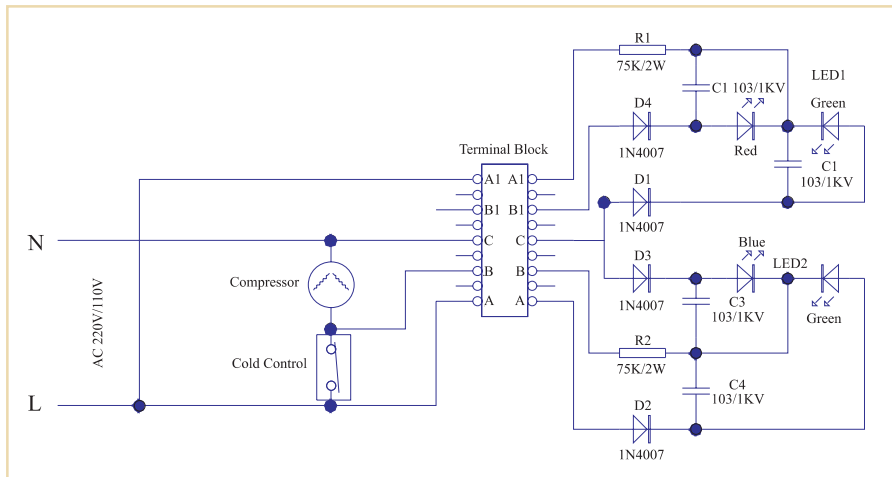 R1
75K/2W
LED1
C1 103/1KV
Green
D4
1N4007
Red
C1
103/1KV
Terminal Block
A1 A1
B1 B1
C C
B B
A A
D1
1N4007
N
Blue
D3
LED2
1N4007
C3
103/1KV
Green
Compressor
AC 220V/110V
R2
75K/2W
Cold Control
C4
103/1KV
L
D2
1N4007